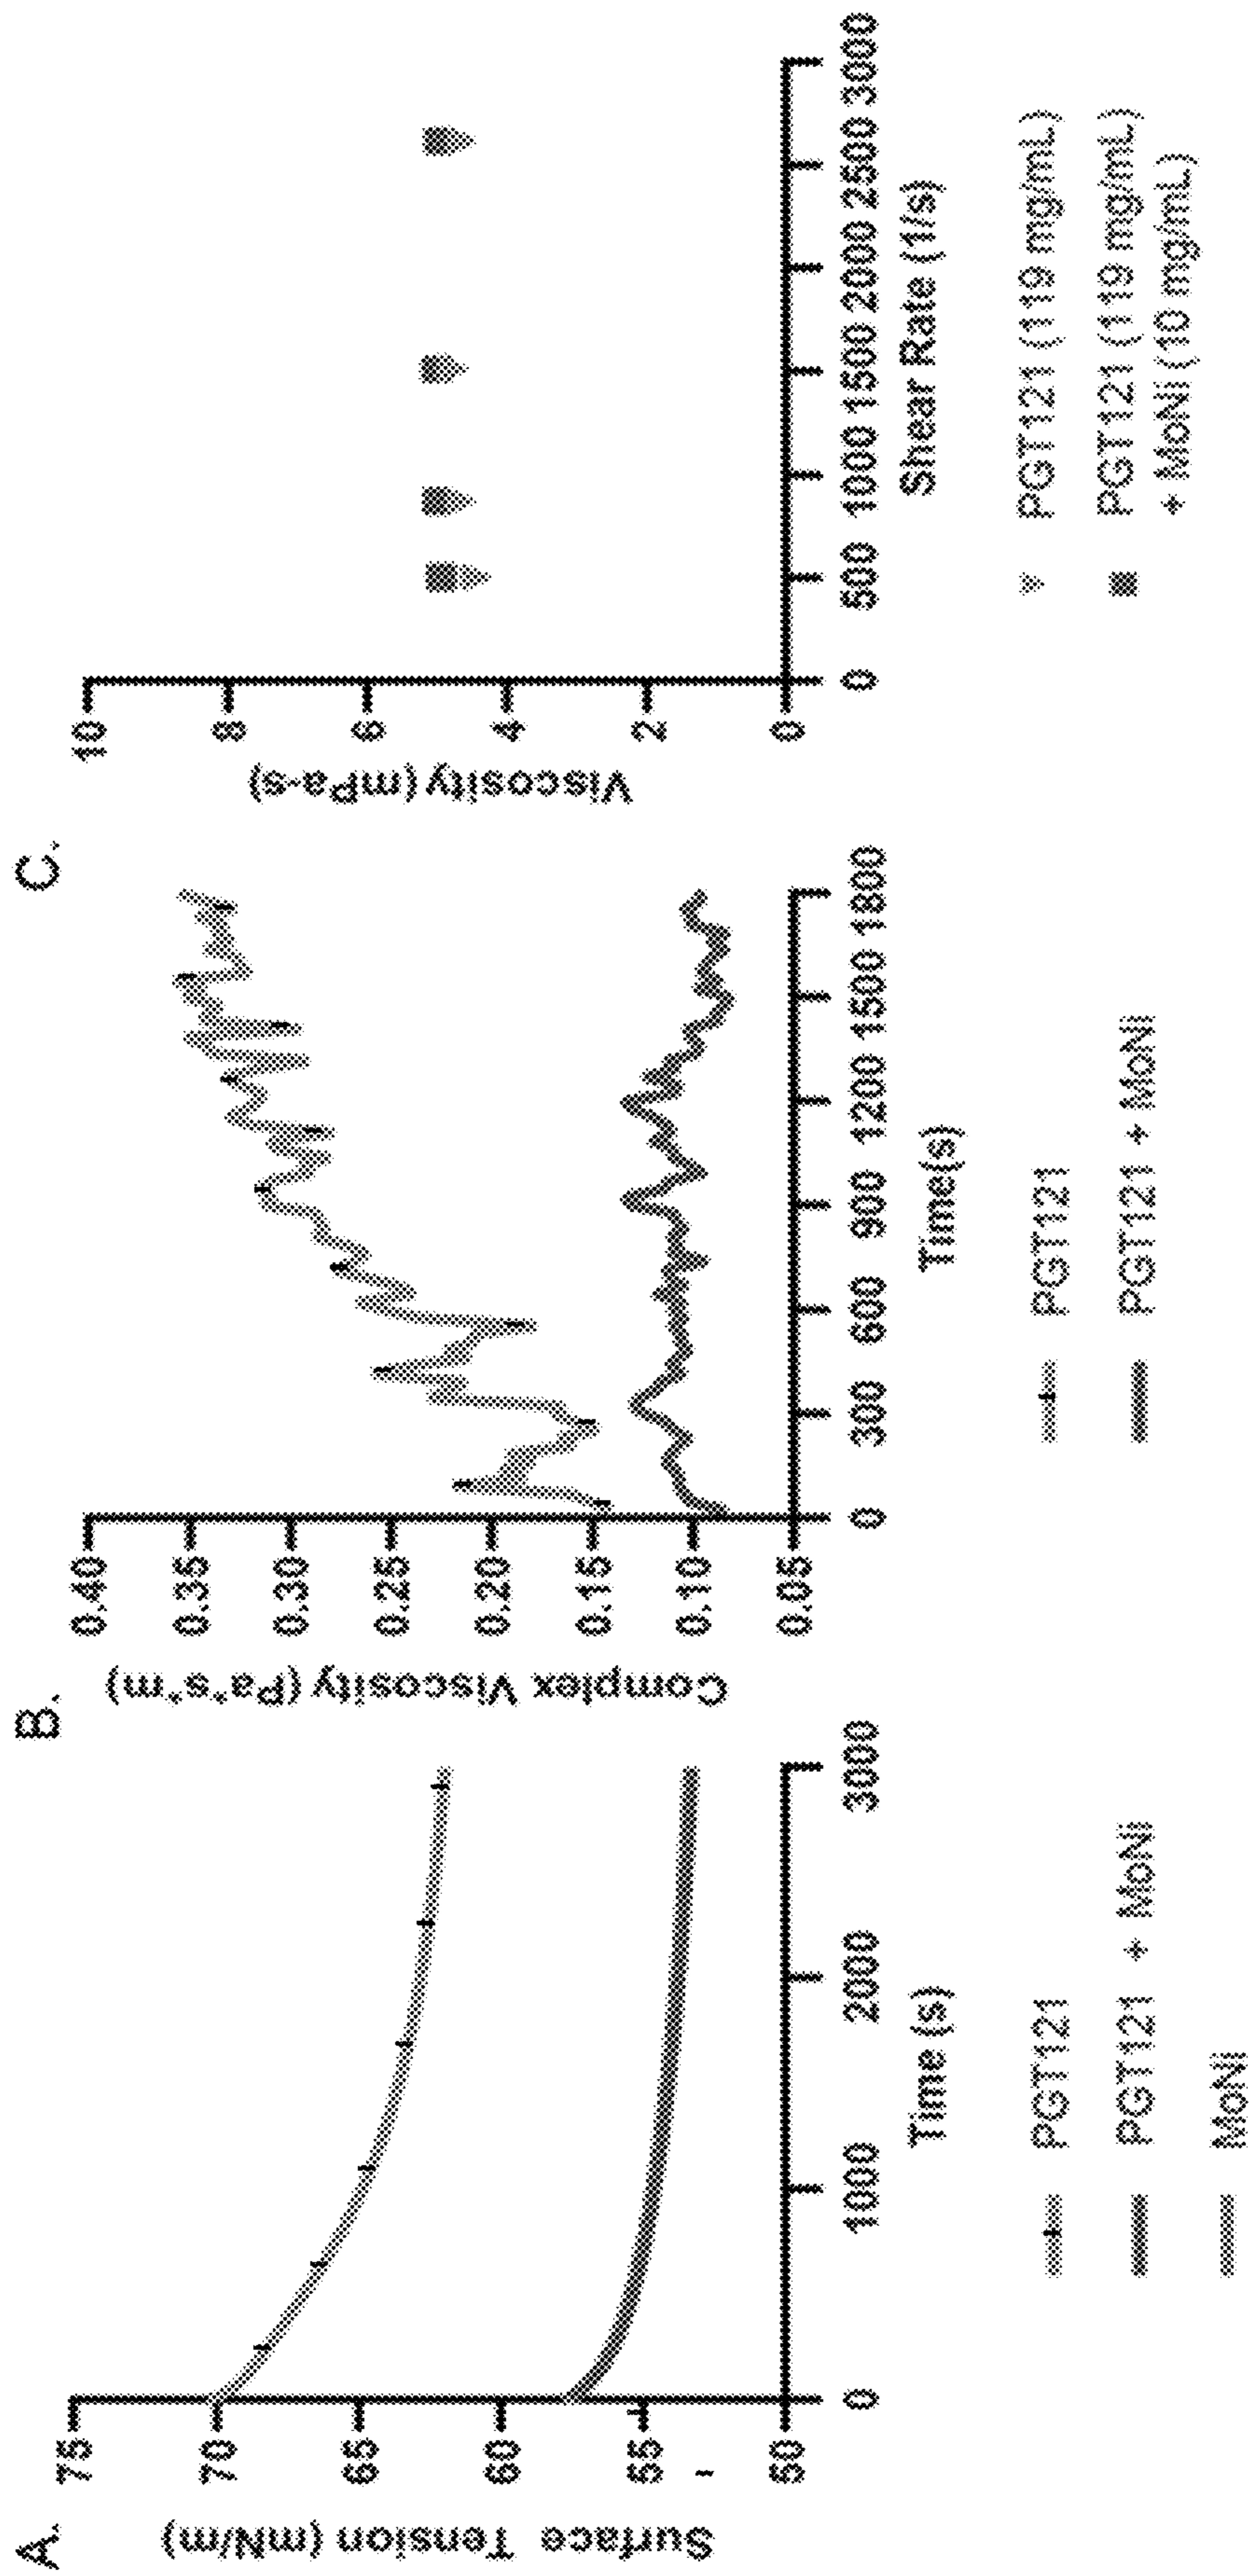 A.
Surface Tension (mN/m)
75
70
65
60
55
50
0
1000
2000
3000
Time (s)
PGT121
PGT121 + MoNi
MoNi
B.
Complex Viscosity (Pa*s*m)
0.40
0.35
0.30
0.25
0.20
0.15
0.10
0.05
0
300
600
900
1200
1500
1800
Time(s)
PGT121
PGT121 + MoNi
C.
Viscosity (mPa-s)
10
8
6
4
2
0
0
500
1000
1500
2000
2500
3000
Shear Rate (1/s)
PGT121 (119 mg/mL)
PGT121 (119 mg/mL)
+ MoNi (10 mg/mL)